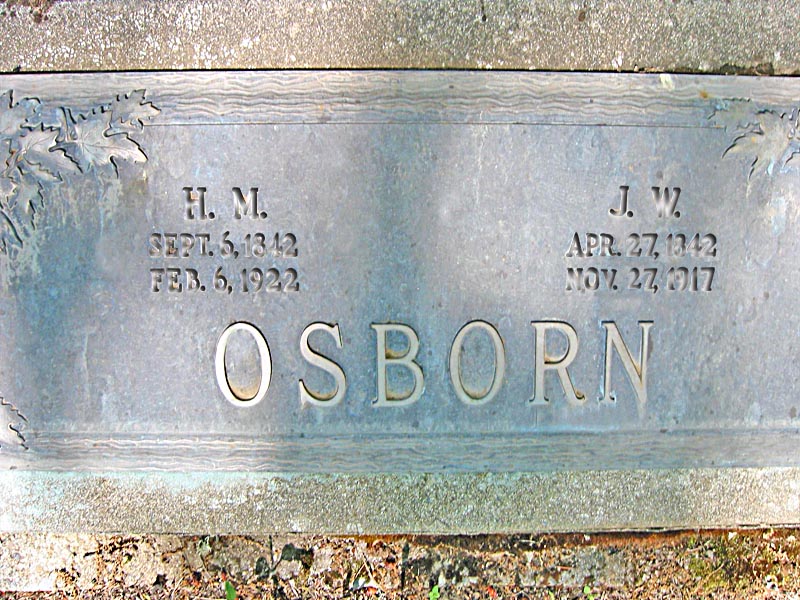 H. M.
SEPT. 6, 1842
FEB. 6, 1922
J. W.
APR. 27, 1842
NOV. 27, 1917
OSBORN